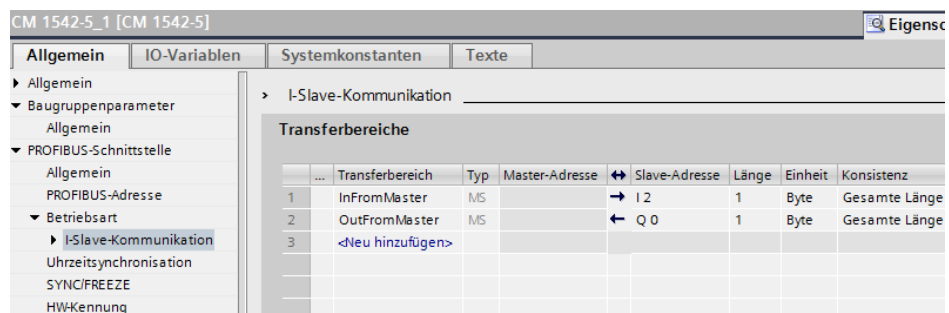 CM 1542-5_1 [CM 1542-5]
Allgemein IO-Variablen Systemkonstanten Texte
Allgemein
Baugruppenparameter
Allgemein
PROFIBUS-Schnittstelle
Allgemein
PROFIBUS-Adresse
Betriebsart
I-Slave-Kommunikation
Uhrzeitsynchronisation
SYNC/FREEZE
HW-Kennung
I-Slave-Kommunikation
Transferbereiche
... Transferbereich Typ Master-Adresse ↔ Slave-Adresse Länge Einheit Konsistenz
1 InFromMaster MS → I 2 1 Byte Gesamte Länge
2 OutFromMaster MS ← Q 0 1 Byte Gesamte Länge
3 <Neu hinzufügen>